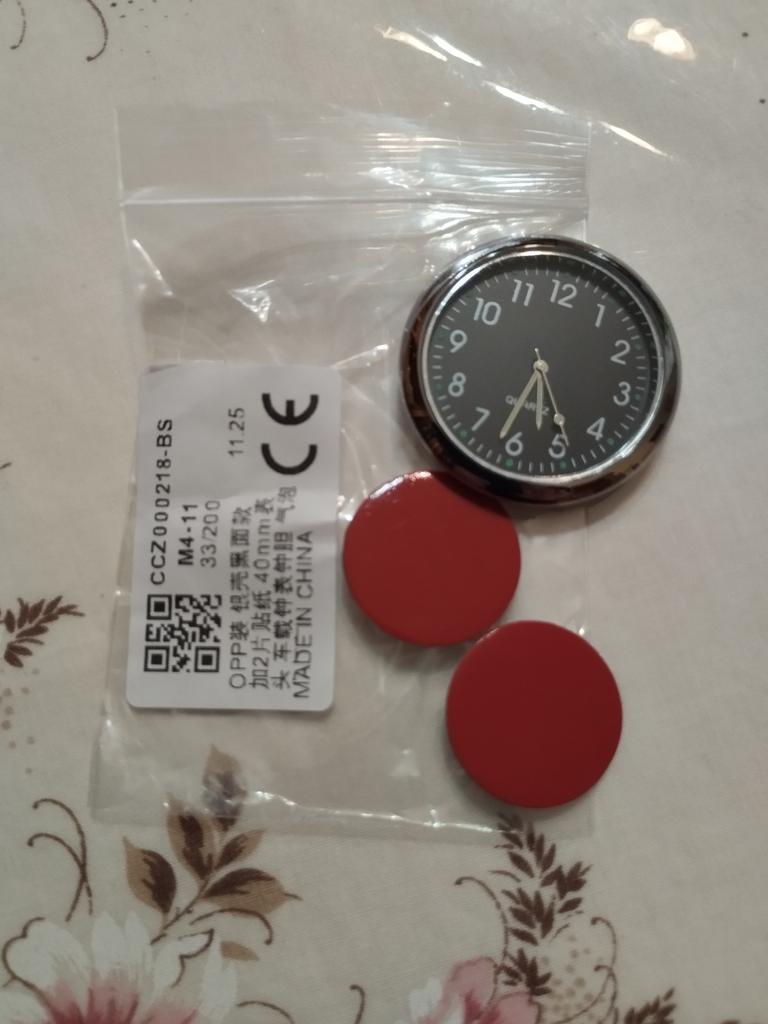 11 12 1
10 2
9 3
8 4
7 6 5
QUARTZ
CCZ000218-BS
M4-11
33/200
11.25
OPP装 银壳黑面款
加2片贴纸 40mm表
头 车载钟表钟胆 气泡
MADE IN CHINA
CE